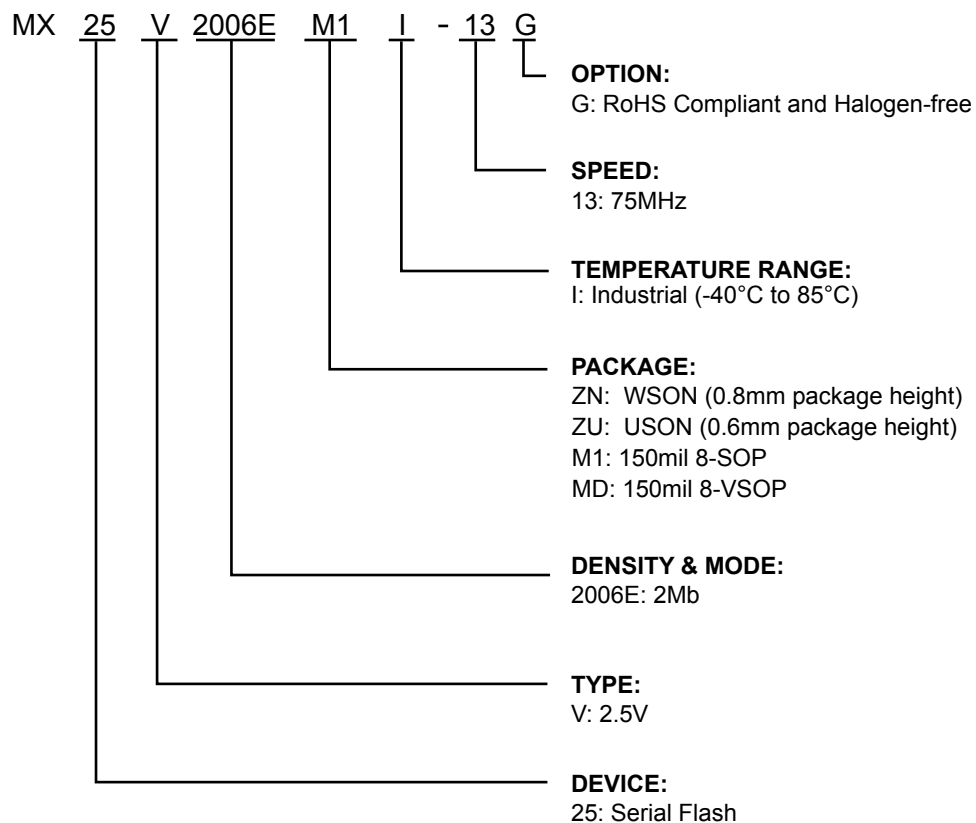 MX 25 V 2006E M1 I - 13 G
OPTION:
G: RoHS Compliant and Halogen-free
SPEED:
13: 75MHz
TEMPERATURE RANGE:
I: Industrial (-40°C to 85°C)
PACKAGE:
ZN: WSON (0.8mm package height)
ZU: USON (0.6mm package height)
M1: 150mil 8-SOP
MD: 150mil 8-VSOP
DENSITY & MODE:
2006E: 2Mb
TYPE:
V: 2.5V
DEVICE:
25: Serial Flash